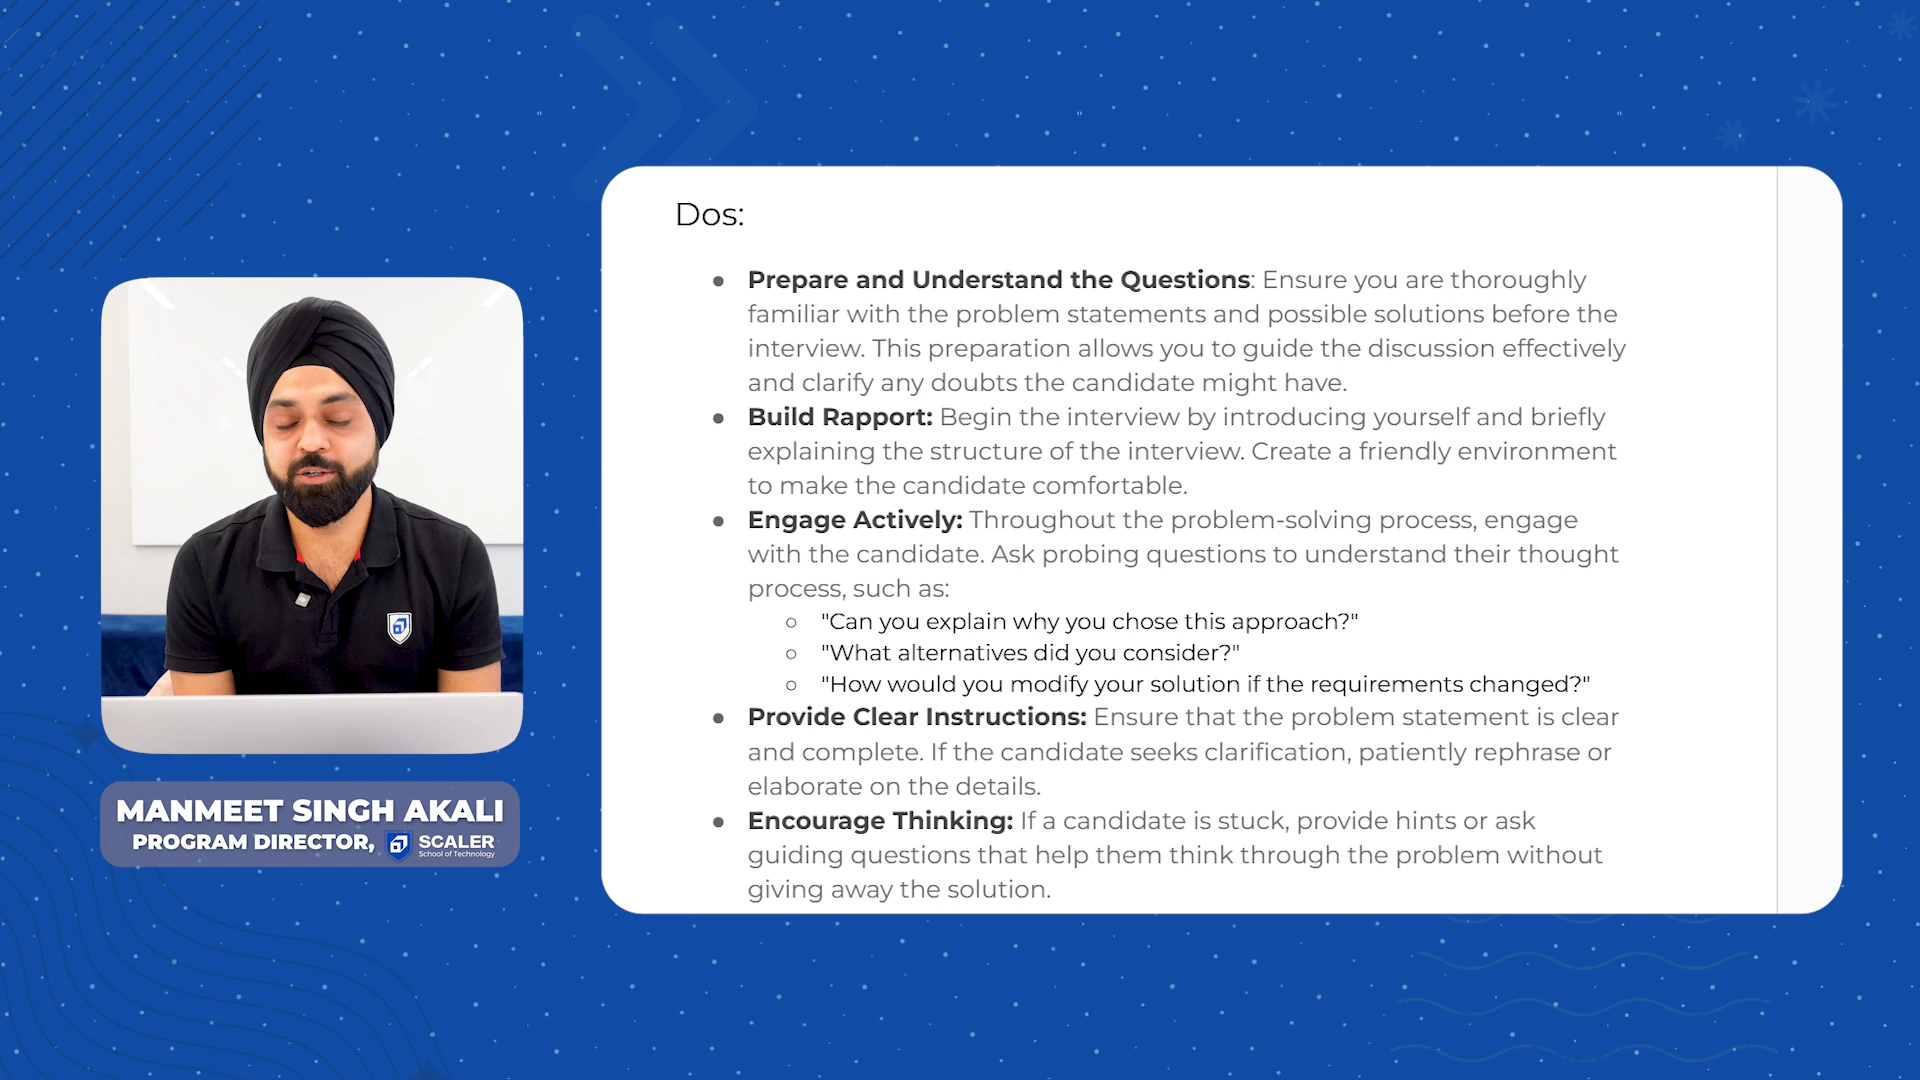 Dos:
● Prepare and Understand the Questions: Ensure you are thoroughly
familiar with the problem statements and possible solutions before the
interview. This preparation allows you to guide the discussion effectively
and clarify any doubts the candidate might have.
● Build Rapport: Begin the interview by introducing yourself and briefly
explaining the structure of the interview. Create a friendly environment
to make the candidate comfortable.
● Engage Actively: Throughout the problem-solving process, engage
with the candidate. Ask probing questions to understand their thought
process, such as:
○ "Can you explain why you chose this approach?"
○ "What alternatives did you consider?"
○ "How would you modify your solution if the requirements changed?"
● Provide Clear Instructions: Ensure that the problem statement is clear
and complete. If the candidate seeks clarification, patiently rephrase or
elaborate on the details.
● Encourage Thinking: If a candidate is stuck, provide hints or ask
guiding questions that help them think through the problem without
giving away the solution.
MANMEET SINGH AKALI
PROGRAM DIRECTOR, SCALER
School of Technology